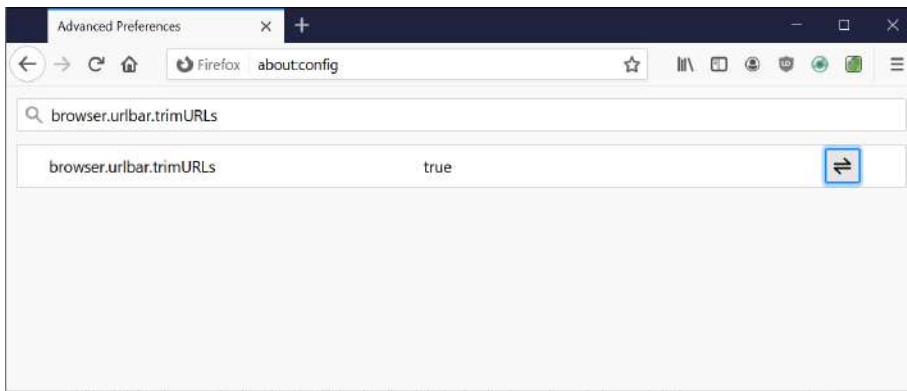 Advanced Preferences
Firefox about:config
browser.urlbar.trimURLs
browser.urlbar.trimURLs true